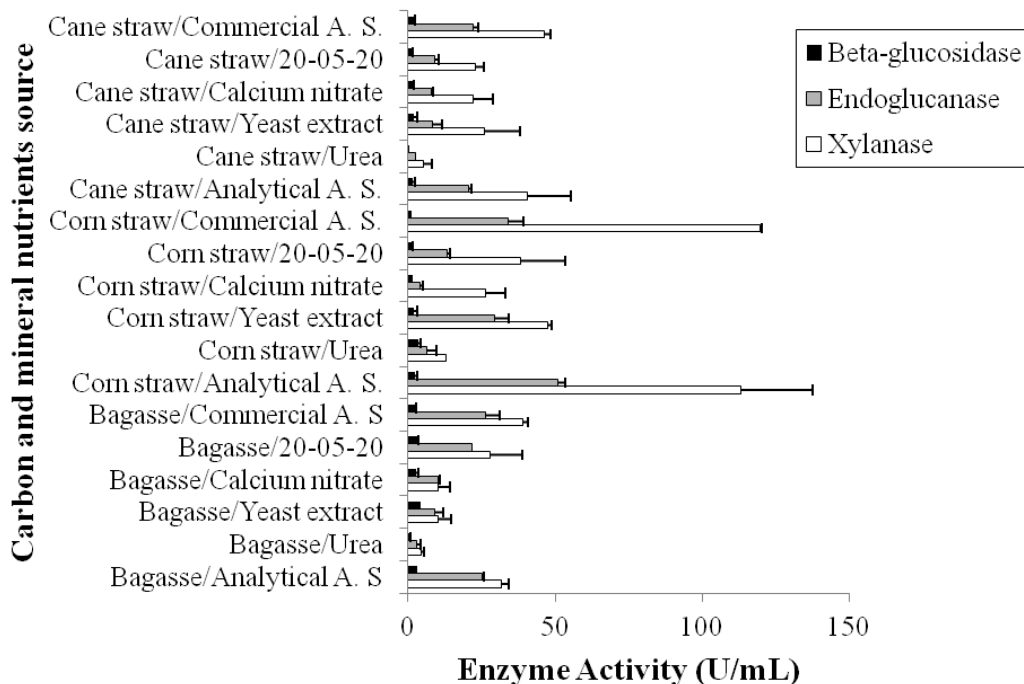 Carbon and mineral nutrients source
Cane straw/Commercial A. S.
Cane straw/20-05-20
Cane straw/Calcium nitrate
Cane straw/Yeast extract
Cane straw/Urea
Cane straw/Analytical A. S.
Corn straw/Commercial A. S.
Corn straw/20-05-20
Corn straw/Calcium nitrate
Corn straw/Yeast extract
Corn straw/Urea
Corn straw/Analytical A. S.
Bagasse/Commercial A. S
Bagasse/20-05-20
Bagasse/Calcium nitrate
Bagasse/Yeast extract
Bagasse/Urea
Bagasse/Analytical A. S
Beta-glucosidase
Endoglucanase
Xylanase
0 50 100 150
Enzyme Activity (U/mL)